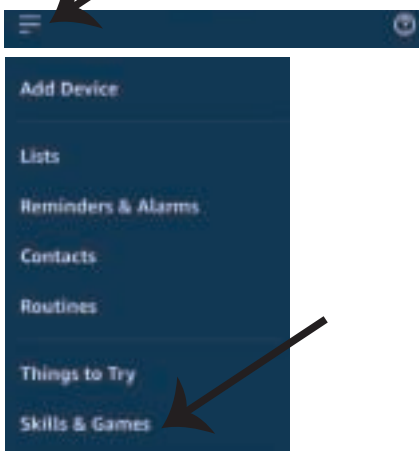 Add Device
Lists
Reminders & Alarms
Contacts
Routines
Things to Try
Skills & Games